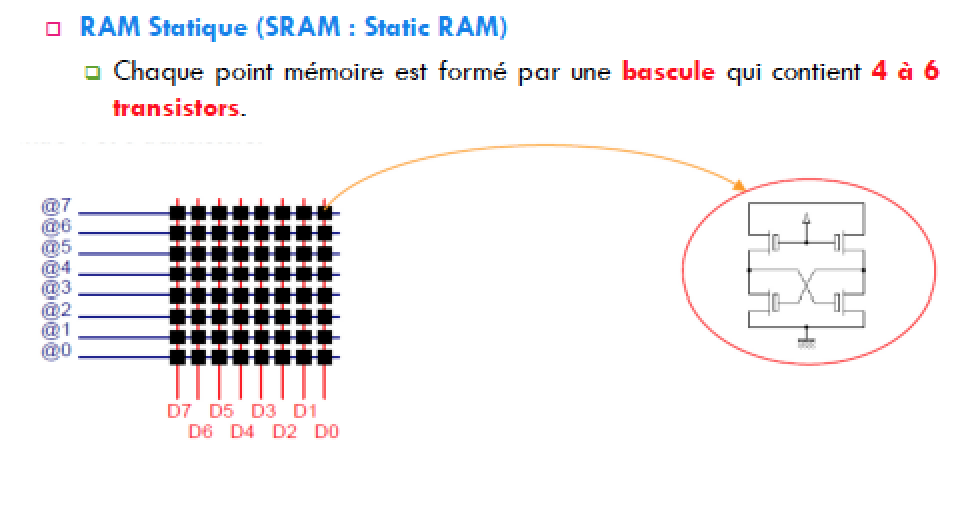 RAM Statique (SRAM : Static RAM)
Chaque point mémoire est formé par une bascule qui contient 4 à 6
transistors.
@7
@6
@5
@4
@3
@2
@1
@0
D7 D5 D3 D1
D6 D4 D2 D0